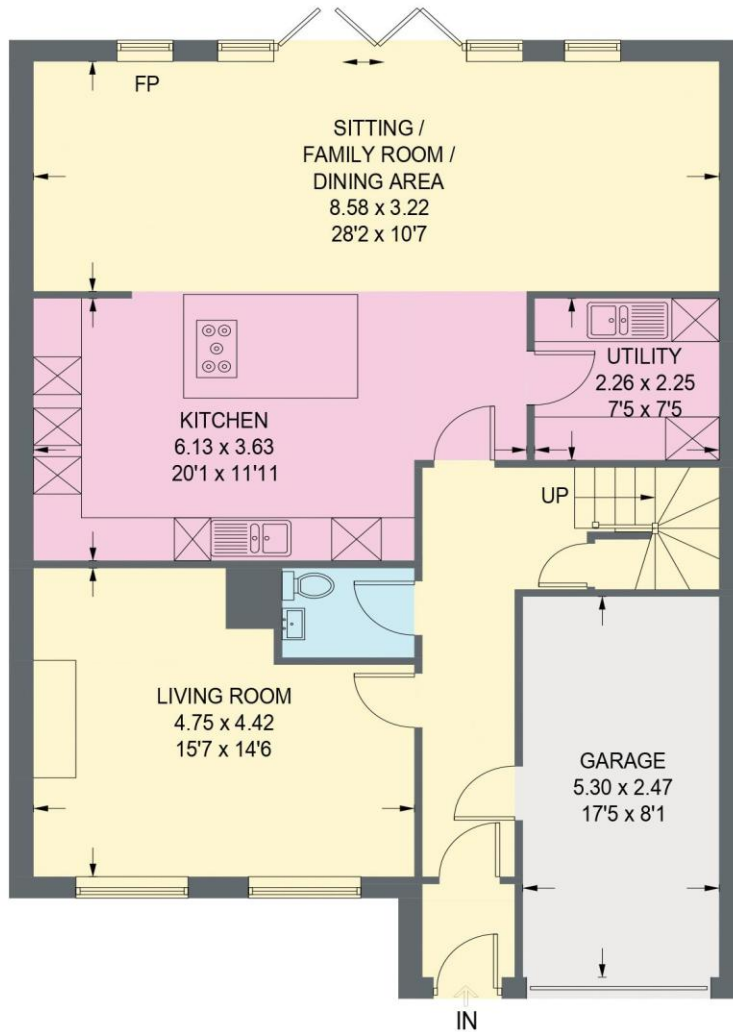 FP
SITTING /
FAMILY ROOM /
DINING AREA
8.58 x 3.22
28'2 x 10'7
UTILITY
2.26 x 2.25
7'5 x 7'5
KITCHEN
6.13 x 3.63
20'1 x 11'11
UP
LIVING ROOM
4.75 x 4.42
15'7 x 14'6
GARAGE
5.30 x 2.47
17'5 x 8'1
IN